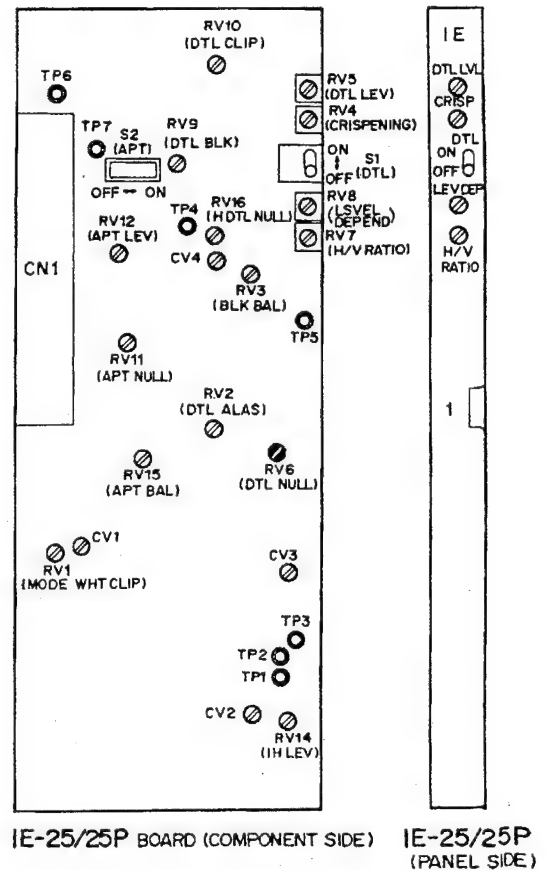 RV10
(DTL CLIP)
TP6
RV5
(DTL LEV)
RV4
(CRISPENING)
TP7
S2
(APT)
RV9
(DTL BLK)
ON
OFF
S1
(DTL)
OFF ↔ ON
RV16
(H DTL NULL)
TP4
RV8
(LSVEL
DEPEND)
RV12
(APT LEV)
RV7
(H/V RATIO)
CN1
CV4
RV3
(BLK BAL)
TP5
RV11
(APT NULL)
RV2
(DTL ALAS)
RV15
(APT BAL)
RV6
(DTL NULL)
CV1
RV1
(MODE WHT CLIP)
CV3
TP3
TP2
TP1
CV2
RV14
(IH LEV)
IE-25/25P BOARD (COMPONENT SIDE)
IE
DTL LVL
CRISP
DTL
ON
OFF
LEV DEP
H/V
RATIO
1
IE-25/25P
(PANEL SIDE)